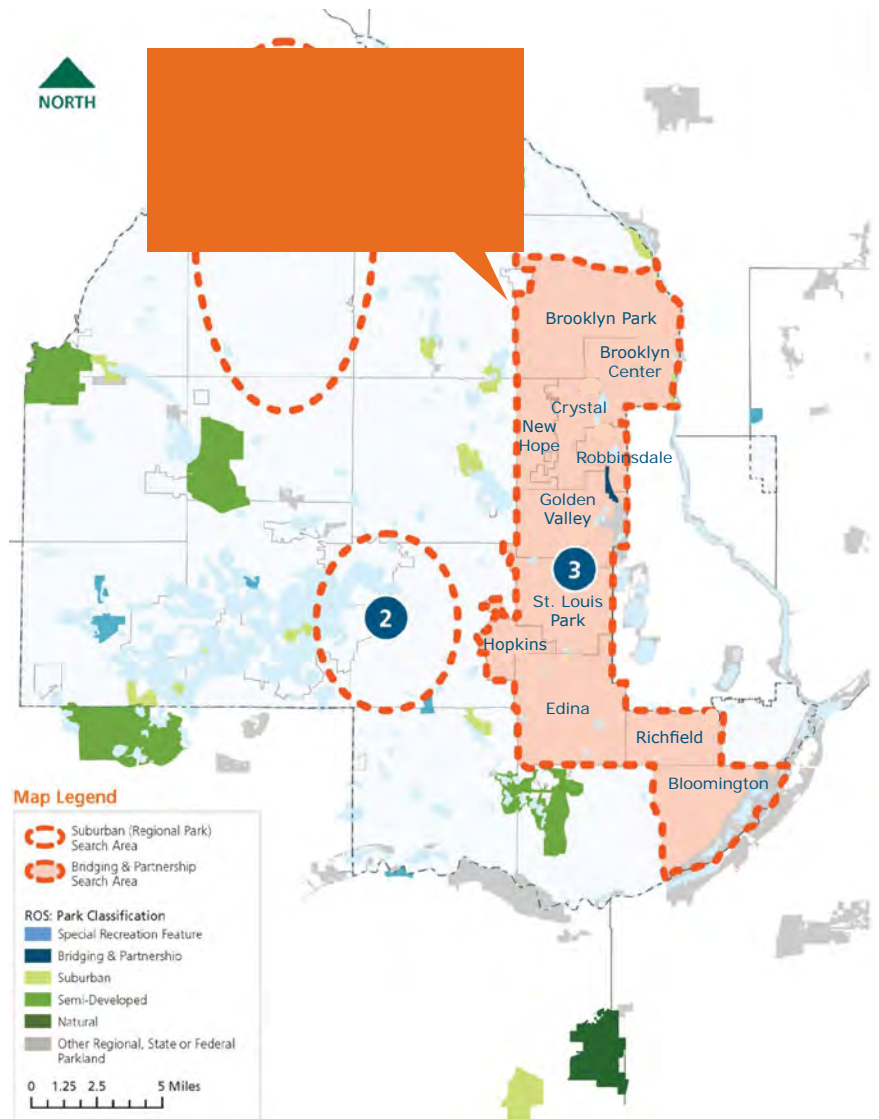 NORTH
Brooklyn Park
Brooklyn
Center
Crystal
New
Hope
Robbinsdale
Golden
Valley
3
St. Louis
Park
2
Hopkins
Edina
Richfield
Bloomington
Map Legend
Suburban (Regional Park)
Search Area
Bridging & Partnership
Search Area
ROS: Park Classification
Special Recreation Feature
Bridging & Partnership
Suburban
Semi-Developed
Natural
Other Regional, State or Federal
Parkland
0 1.25 2.5 5 Miles